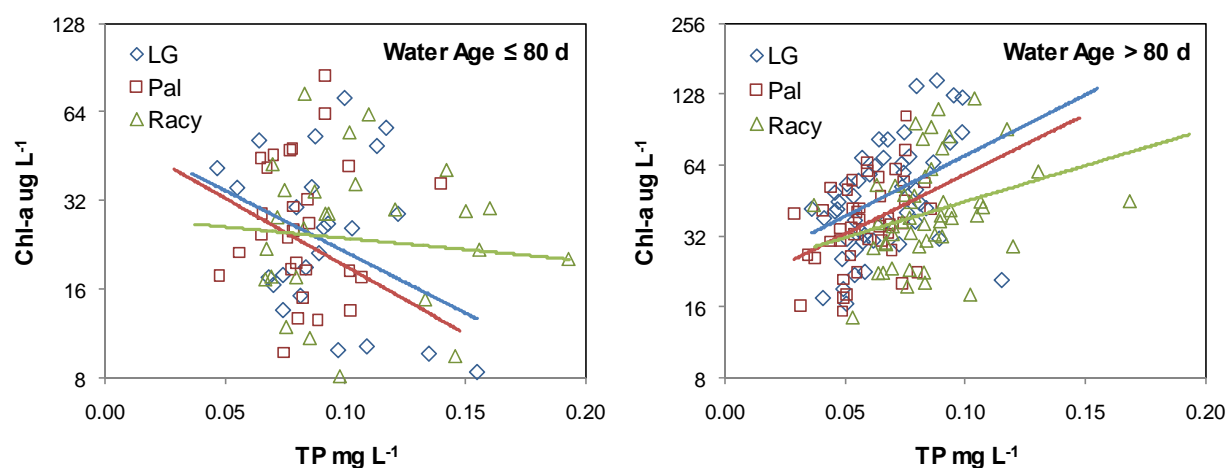 128
64
32
16
8
Chl-a ug L⁻¹
LG
Pal
Racy
Water Age ≤ 80 d
0.00 0.05 0.10 0.15 0.20
TP mg L⁻¹
256
128
64
32
16
8
Chl-a ug L⁻¹
LG
Pal
Racy
Water Age > 80 d
0.00 0.05 0.10 0.15 0.20
TP mg L⁻¹